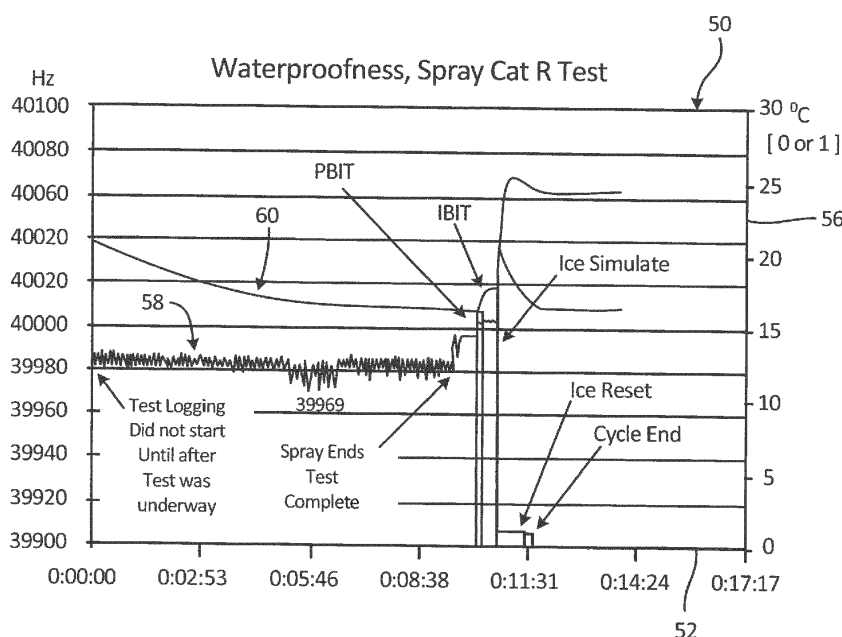 50
Waterproofness, Spray Cat R Test
Hz
40100
40080
40060
40020
40020
40000
39980
39960
39940
39920
39900
30 ºC
[ 0 or 1 ]
25
56
20
15
10
5
0
PBIT
IBIT
60
58
Ice Simulate
39969
Test Logging
Did not start
Until after
Test was
underway
Spray Ends
Test
Complete
Ice Reset
Cycle End
0:00:00
0:02:53
0:05:46
0:08:38
0:11:31
0:14:24
0:17:17
52